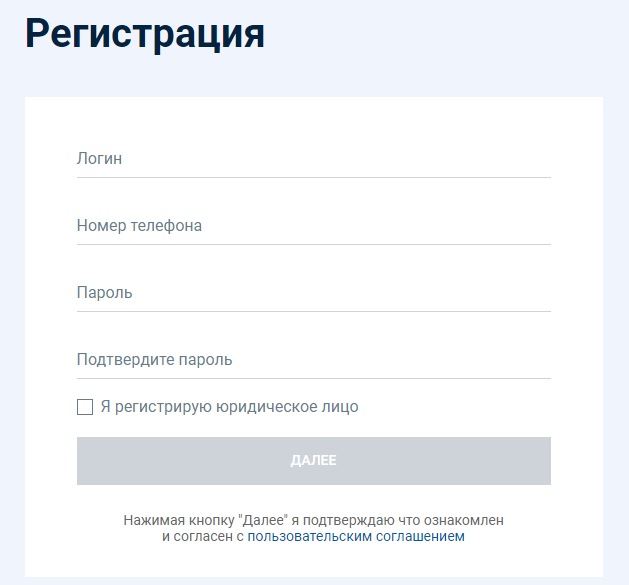 Регистрация
Логин
Номер телефона
Пароль
Подтвердите пароль
Я регистрирую юридическое лицо
ДАЛЕЕ
Нажимая кнопку "Далее" я подтверждаю что ознакомлен
и согласен с пользовательским соглашением